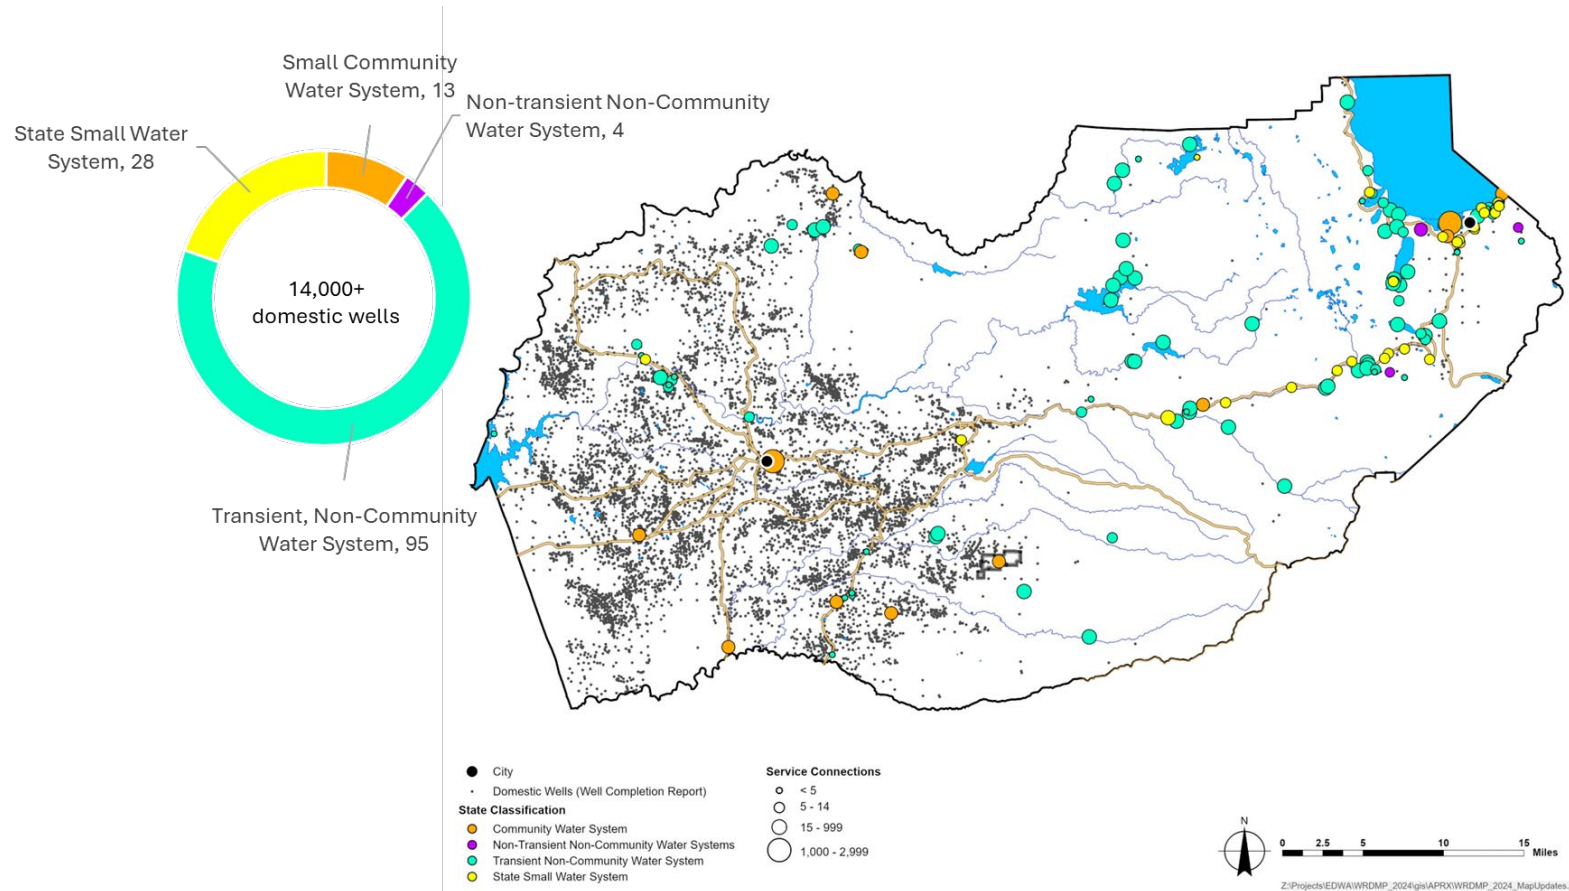 Small Community
Water System, 13
Non-transient Non-Community
Water System, 4
State Small Water
System, 28
14,000+
domestic wells
Transient, Non-Community
Water System, 95
City
Domestic Wells (Well Completion Report)
State Classification
Community Water System
Non-Transient Non-Community Water Systems
Transient Non-Community Water System
State Small Water System
Service Connections
< 5
5 - 14
15 - 999
1,000 - 2,999
N
0 2.5 5 10 15
Miles
Z:\Projects\EDWA\WRDMP_2024\gis\APRX\WRDMP_2024_MapUpdates.